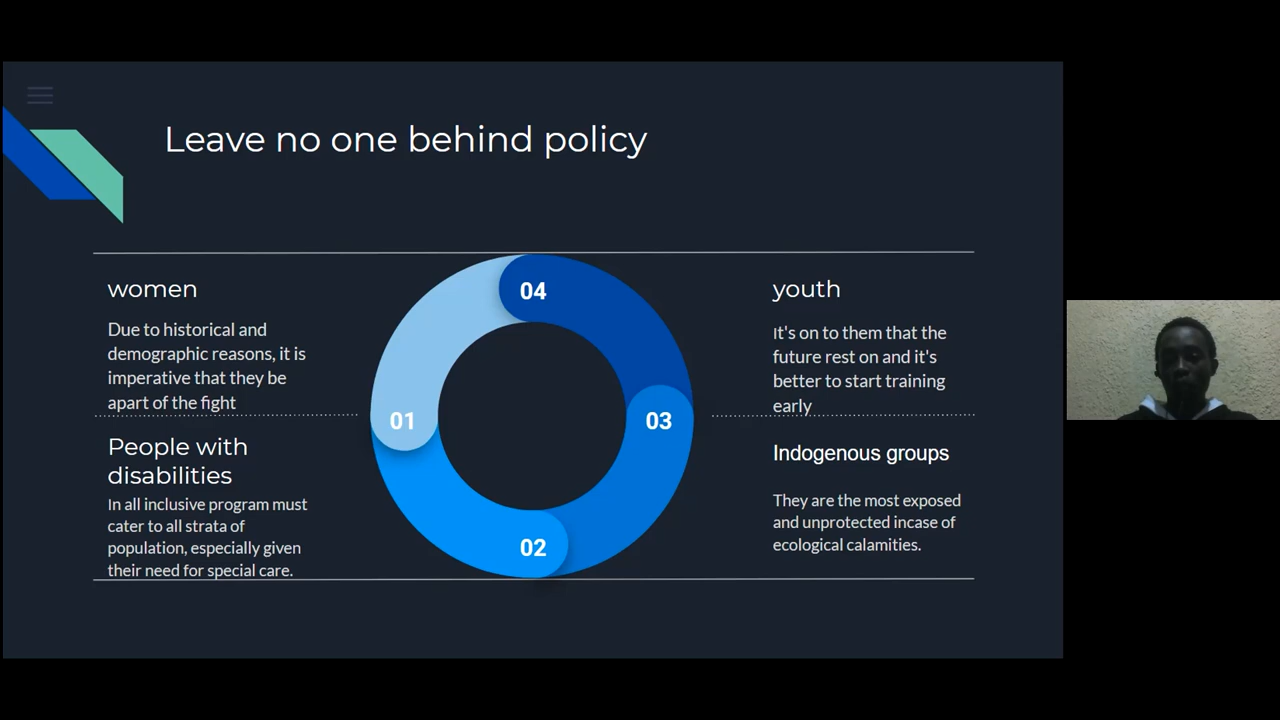 Leave no one behind policy
women
Due to historical and
demographic reasons, it is
imperative that they be
apart of the fight
People with
disabilities
In all inclusive program must
cater to all strata of
population, especially given
their need for special care.
04
01
03
02
youth
It's on to them that the
future rest on and it's
better to start training
early
Indogenous groups
They are the most exposed
and unprotected incase of
ecological calamities.